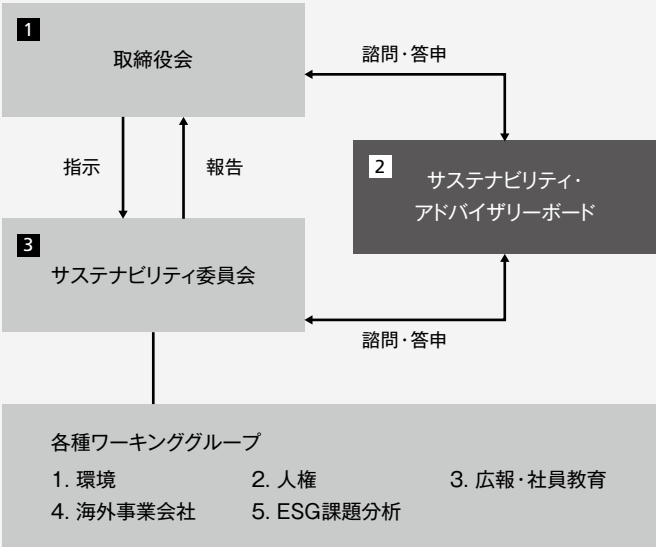 1
取締役会
諮問・答申
指示
報告
2
サステナビリティ・
アドバイザリーボード
3
サステナビリティ委員会
諮問・答申
各種ワーキンググループ
1. 環境 2. 人権 3. 広報・社員教育
4. 海外事業会社 5. ESG課題分析